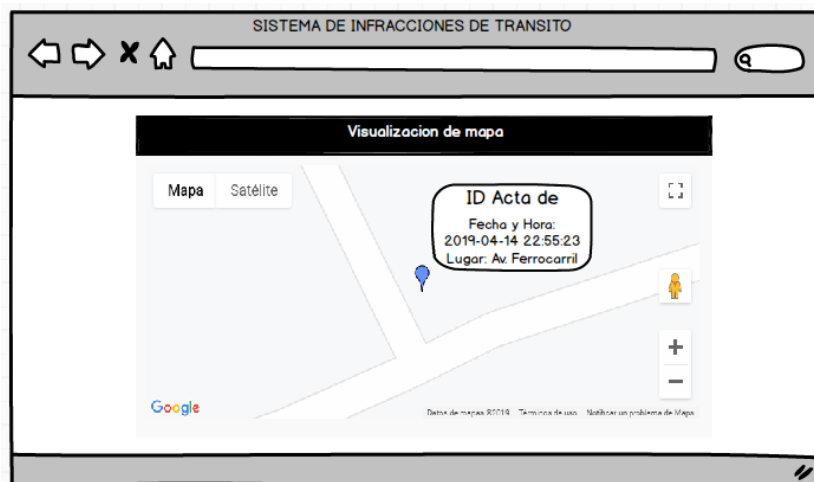 SISTEMA DE INFRACCIONES DE TRANSITO
Visualizacion de mapa
Mapa Satélite
ID Acta de
Fecha y Hora:
2019-04-14 22:55:23
Lugar: Av. Ferrocarril
Google
Datos de mapas ©2019 Términos de uso Notificar un problema de Maps